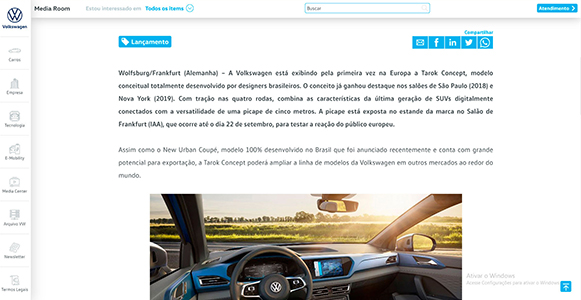 Media Room
Estou interessado em Todos os itens
Buscar
Atendimento
Volkswagen
Carros
Empresa
Tecnologia
E-Mobility
Media Center
Arquivo VW
Newsletter
Termos Legais
Lançamento
Compartilhar
Wolfsburg/Frankfurt (Alemanha) – A Volkswagen está exibindo pela primeira vez na Europa a Tarok Concept, modelo
conceitual totalmente desenvolvido por designers brasileiros. O conceito já ganhou destaque nos salões de São Paulo (2018) e
Nova York (2019). Com tração nas quatro rodas, combina as características da última geração de SUVs digitalmente
conectados com a versatilidade de uma picape de cinco metros. A picape está exposta no estande da marca no Salão de
Frankfurt (IAA), que ocorre até o dia 22 de setembro, para testar a reação do público europeu.
Assim como o New Urban Coupé, modelo 100% desenvolvido no Brasil que foi anunciado recentemente e conta com grande
potencial para exportação, a Tarok Concept poderá ampliar a linha de modelos da Volkswagen em outros mercados ao redor do
mundo.
Ativar o Windows
Acesse Configurações para ativar o Windows.